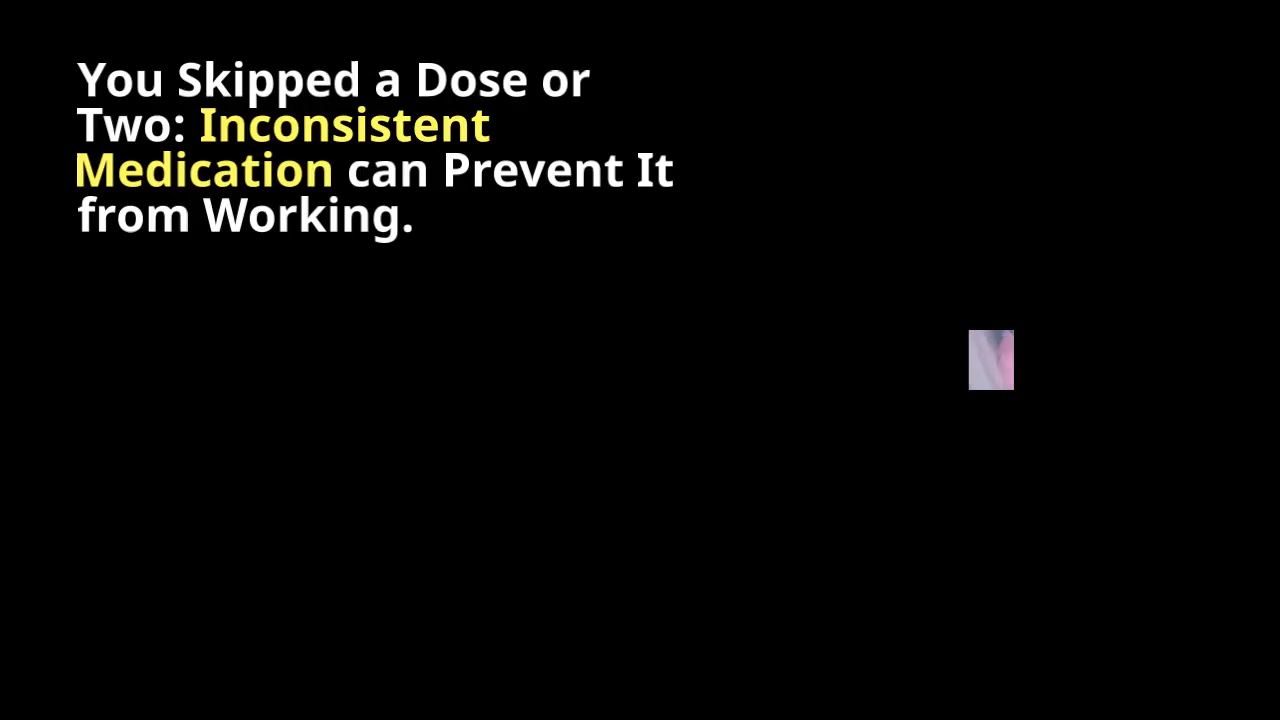 You Skipped a Dose or
Two: Inconsistent
Medication can Prevent It
from Working.